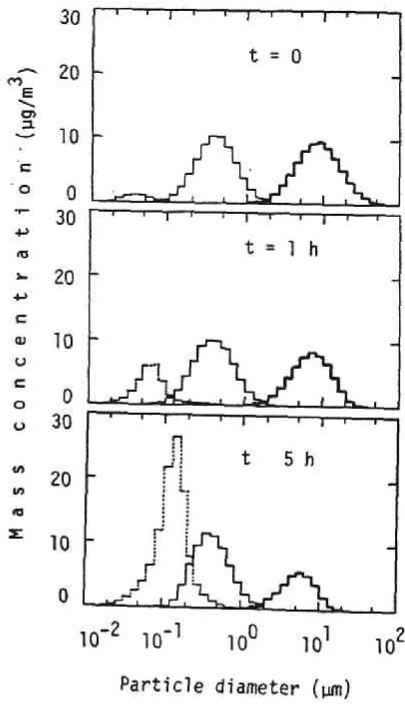 Mass concentration (µg/m³)
30
20
10
0
t = 0
30
20
10
0
t = 1 h
30
20
10
0
t 5 h
10⁻² 10⁻¹ 10⁰ 10¹ 10²
Particle diameter (µm)